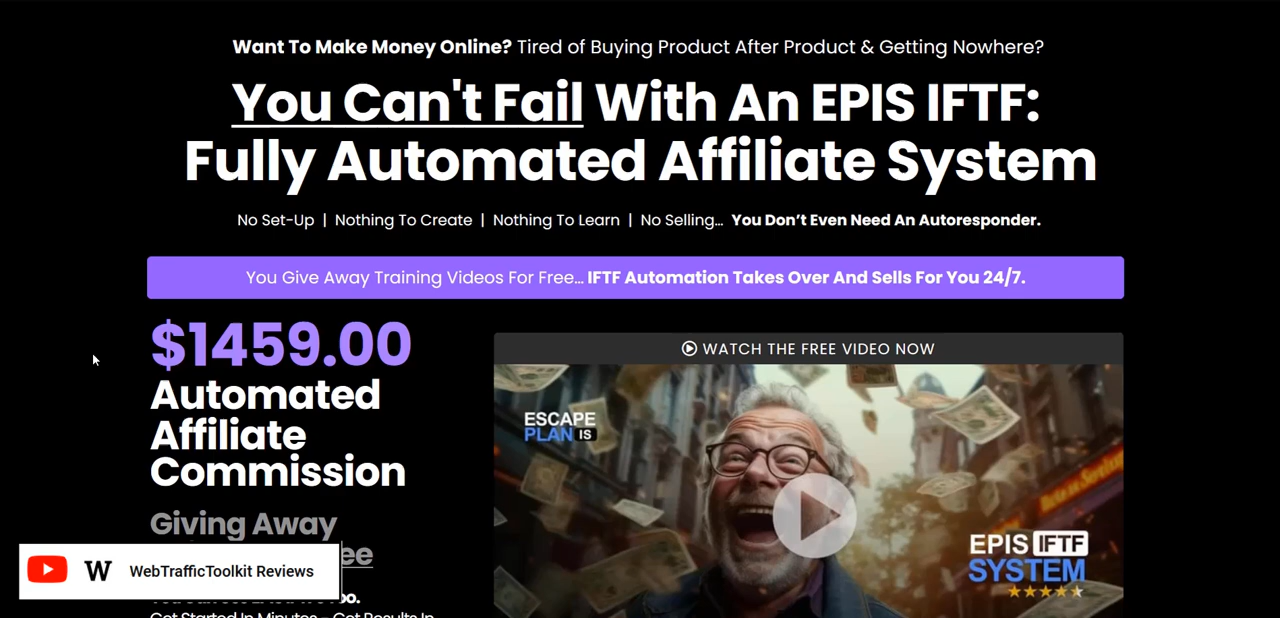 Want To Make Money Online? Tired of Buying Product After Product & Getting Nowhere?
You Can't Fail With An EPIS IFTF:
Fully Automated Affiliate System
No Set-Up | Nothing To Create | Nothing To Learn | No Selling... You Don't Even Need An Autoresponder.
You Give Away Training Videos For Free... IFTF Automation Takes Over And Sells For You 24/7.
$1459.00
Automated
Affiliate
Commission
Giving Away
WATCH THE FREE VIDEO NOW
ESCAPE
PLAN IS
EPIS IFTF
SYSTEM
W WebTrafficToolkit Reviews